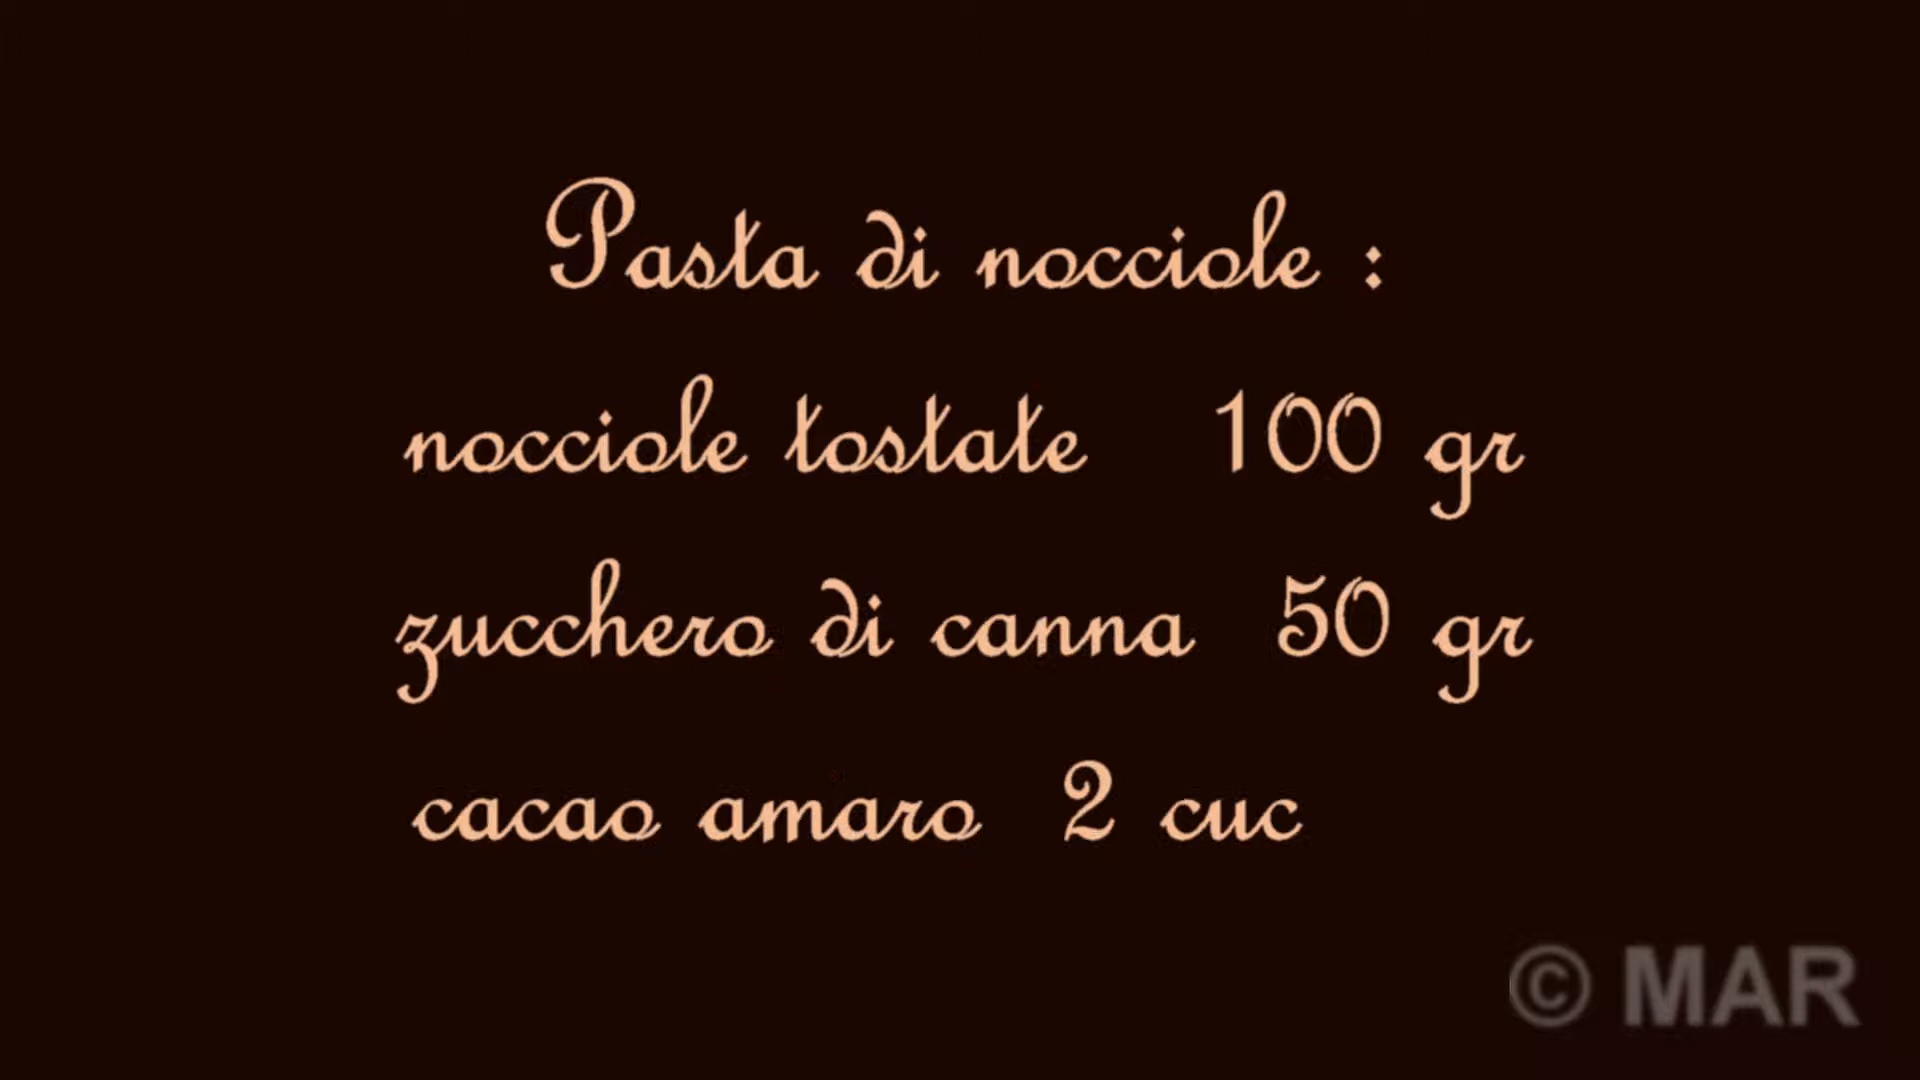 Pasta di nocciole :
nocciole tostate 100 gr
zucchero di canna 50 gr
cacao amaro 2 cuc
© MAR